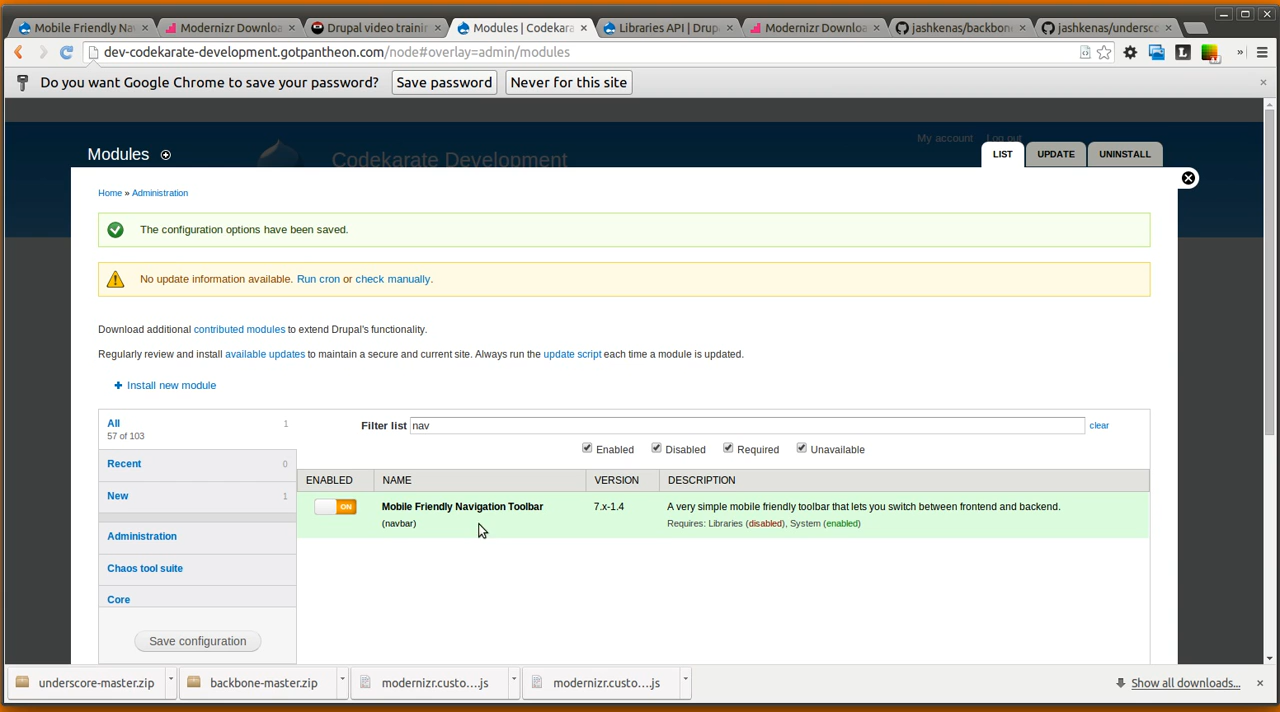 Mobile Friendly Na
Modernizr Downloa
Drupal video trainin
Modules | Codekara
Libraries API | Drup
Modernizr Downloa
jashkenas/backbon
jashkenas/undersco
dev-codekarate-development.gotpantheon.com/node#overlay=admin/modules
Do you want Google Chrome to save your password? Save password Never for this site
My account Log out
Codekarate Development
Modules
LIST UPDATE UNINSTALL
Home » Administration
The configuration options have been saved.
No update information available. Run cron or check manually.
Download additional contributed modules to extend Drupal's functionality.
Regularly review and install available updates to maintain a secure and current site. Always run the update script each time a module is updated.
Install new module
All 1
57 of 103
Recent 0
New 1
Administration
Chaos tool suite
Core
Save configuration
Filter list nav clear
Enabled Disabled Required Unavailable
ENABLED NAME VERSION DESCRIPTION
ON Mobile Friendly Navigation Toolbar 7.x-1.4 A very simple mobile friendly toolbar that lets you switch between frontend and backend.
(navbar) Requires: Libraries (disabled), System (enabled)
underscore-master.zip backbone-master.zip modernizr.custo....js modernizr.custo....js Show all downloads...